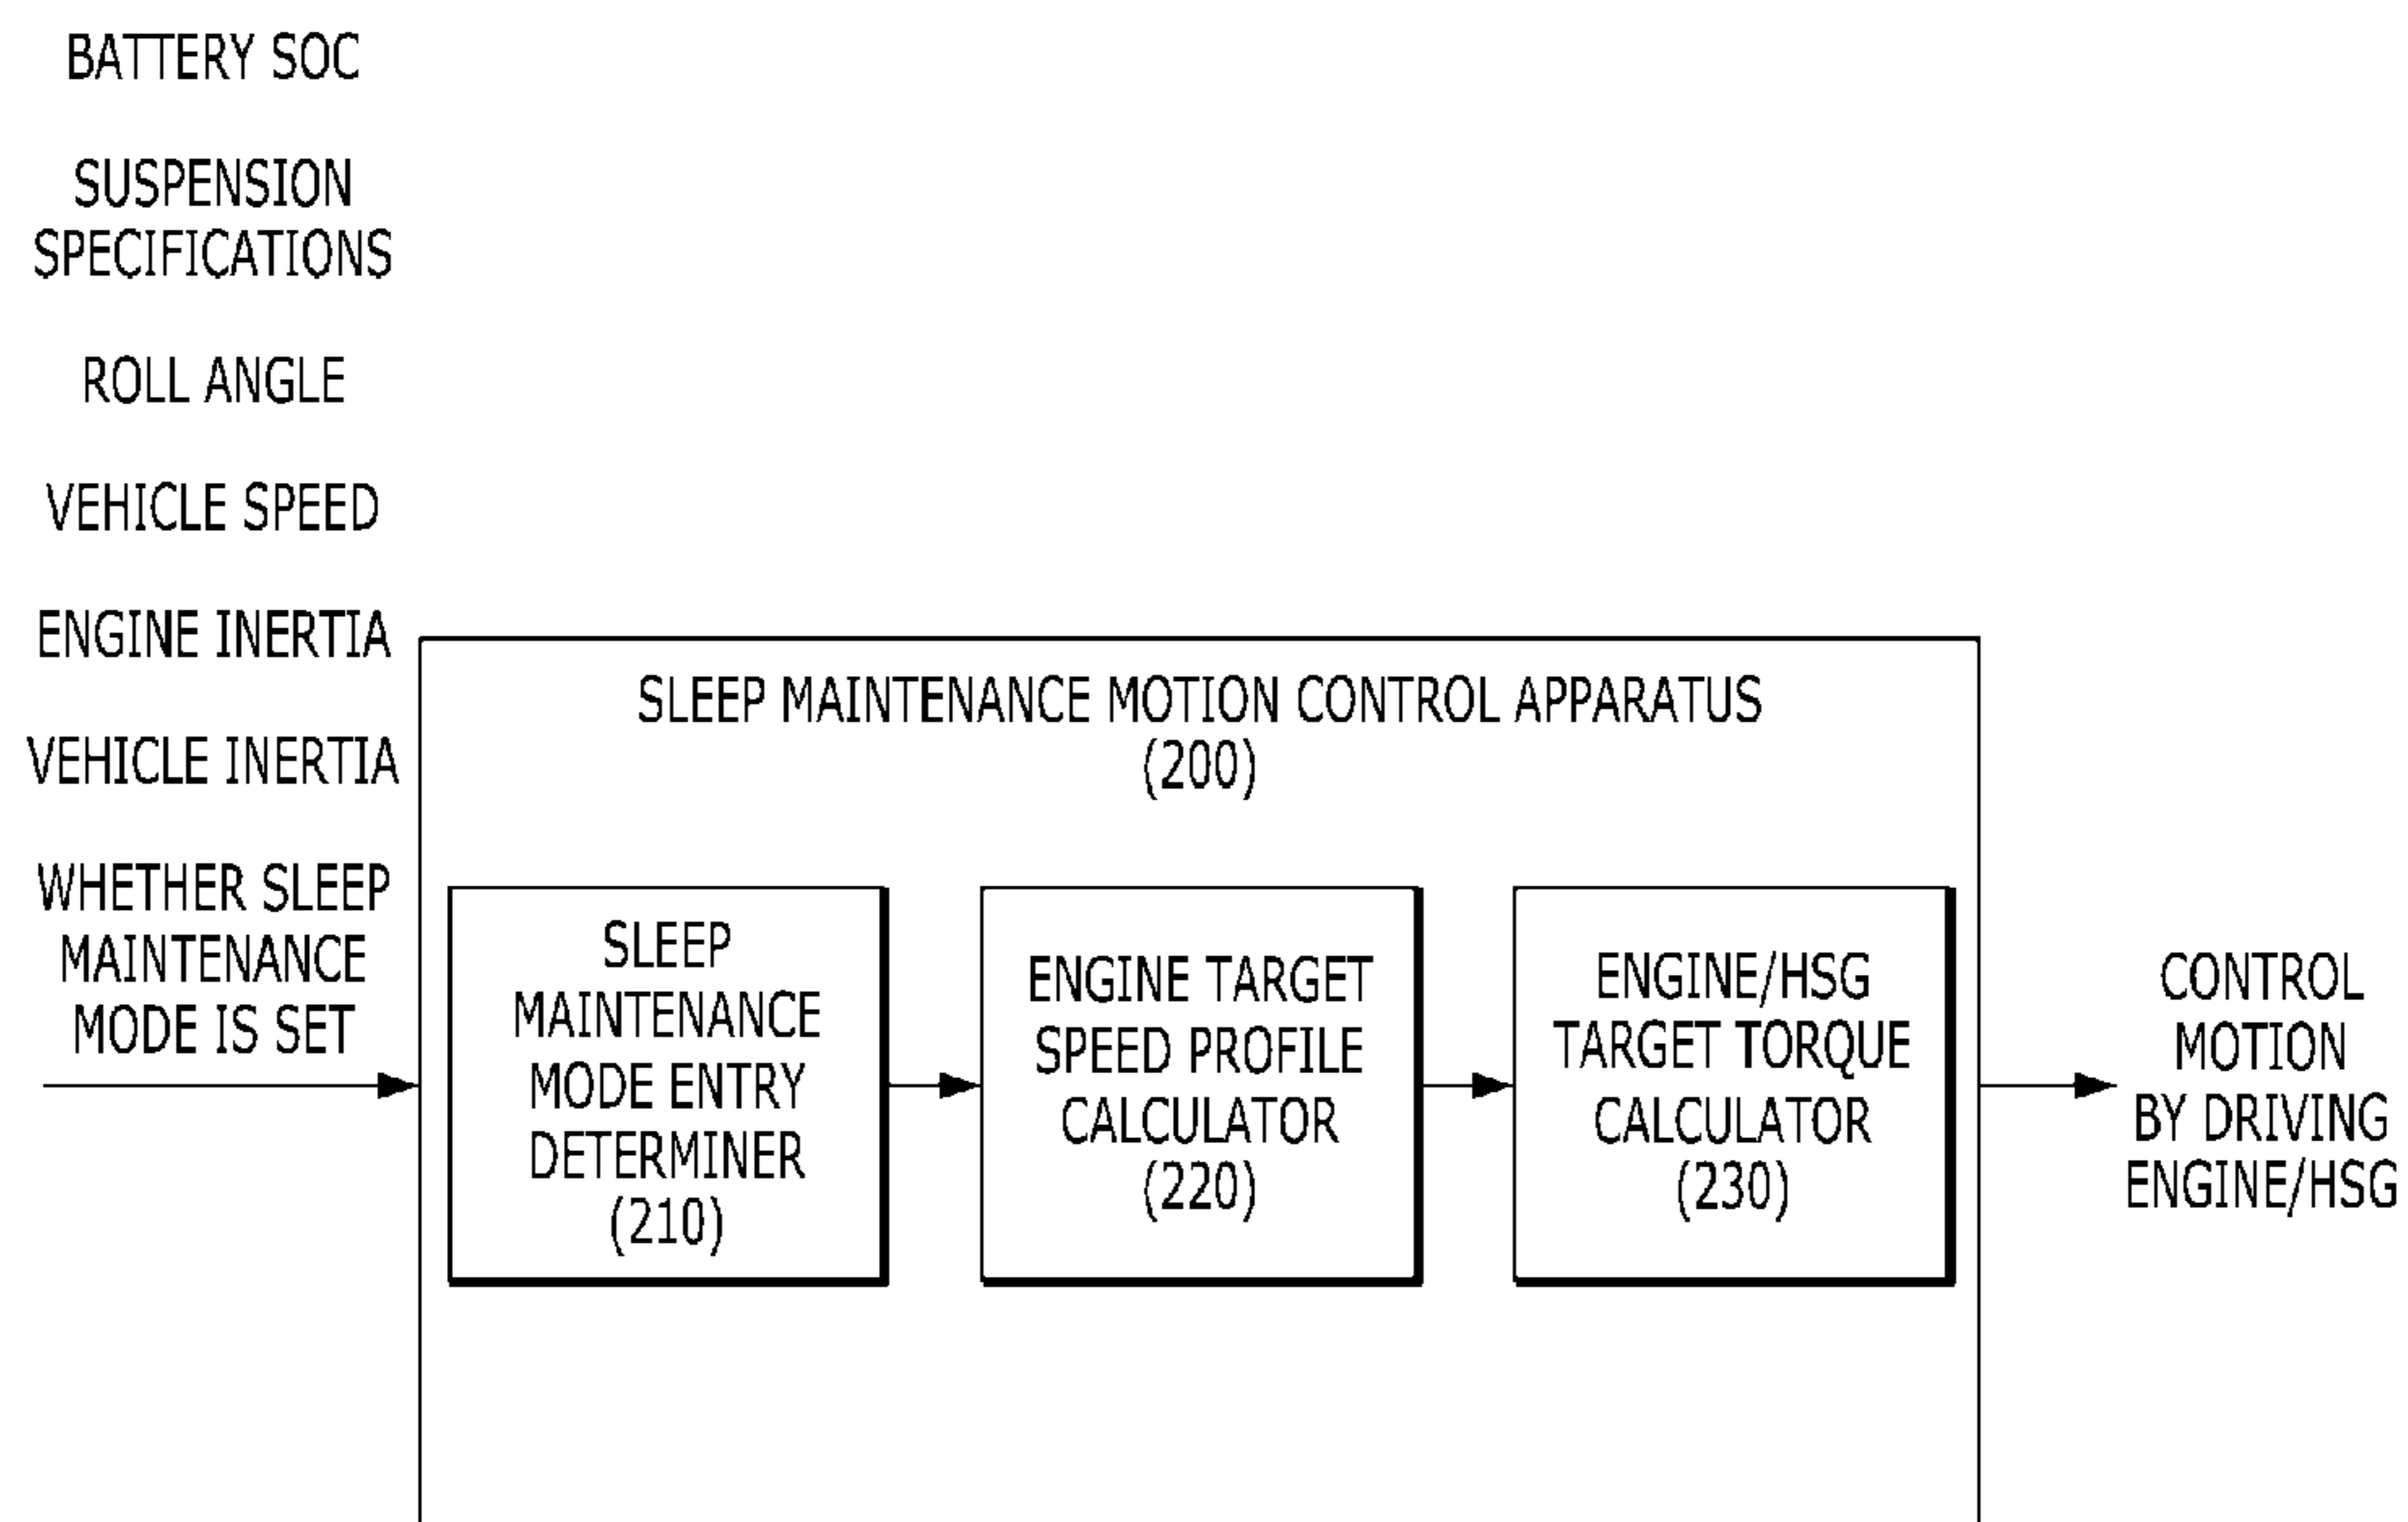 BATTERY SOC
SUSPENSION
SPECIFICATIONS
ROLL ANGLE
VEHICLE SPEED
ENGINE INERTIA
VEHICLE INERTIA
WHETHER SLEEP
MAINTENANCE
MODE IS SET
SLEEP MAINTENANCE MOTION CONTROL APPARATUS
(200)
SLEEP
MAINTENANCE
MODE ENTRY
DETERMINER
(210)
ENGINE TARGET
SPEED PROFILE
CALCULATOR
(220)
ENGINE/HSG
TARGET TORQUE
CALCULATOR
(230)
CONTROL
MOTION
BY DRIVING
ENGINE/HSG